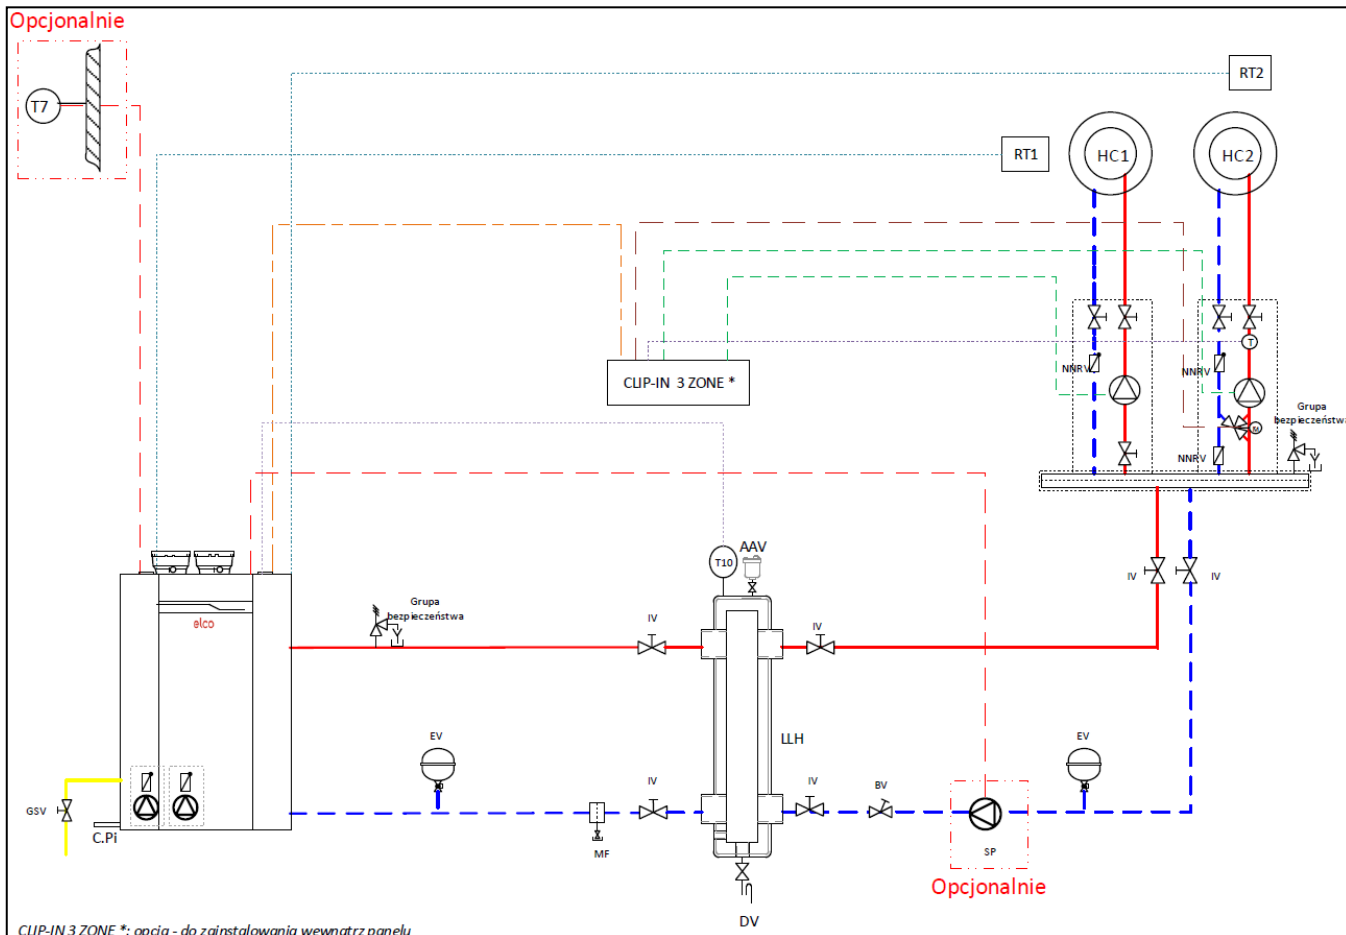 Opcjonalnie
T7
RT2
RT1
HC1
HC2
T
NNRV
NNRV
CLIP-IN 3 ZONE *
Grupa
bezpieczeństwa
M
NNRV
T10
AAV
IV
IV
Grupa
bezpieczeństwa
elco
IV
IV
EV
LLH
EV
IV
BV
GSV
C.Pi
MF
SP
Opcjonalnie
DV
CLIP-IN 3 ZONE *: opcja - do zainstalowania wewnątrz panelu